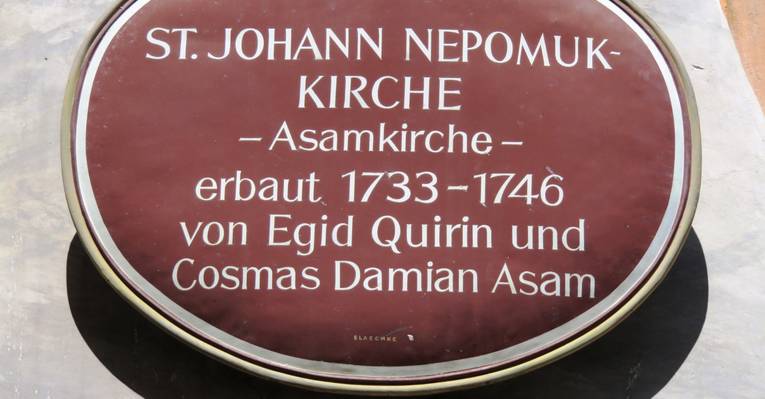 ST. JOHANN NEPOMUK-
KIRCHE
– Asamkirche –
erbaut 1733–1746
von Egid Quirin und
Cosmas Damian Asam